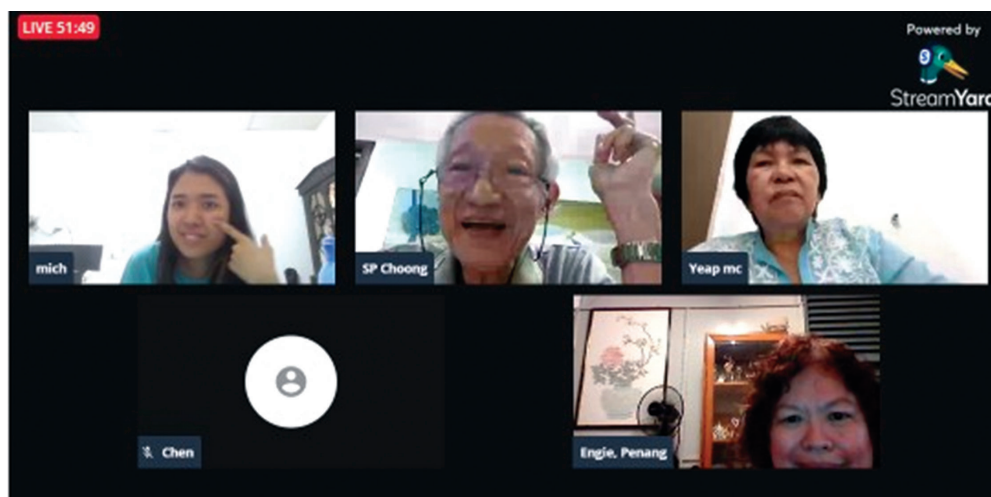 LIVE 51:49
Powered by
S
StreamYard
mich
SP Choong
Yeap mc
Chen
Engie, Penang